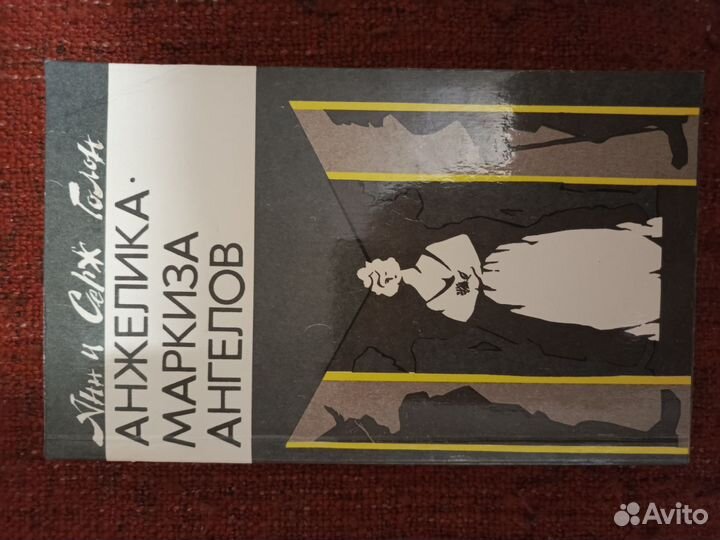 Анн и Серж Голон
АНЖЕЛИКА·
МАРКИЗА
АНГЕЛОВ
Avito